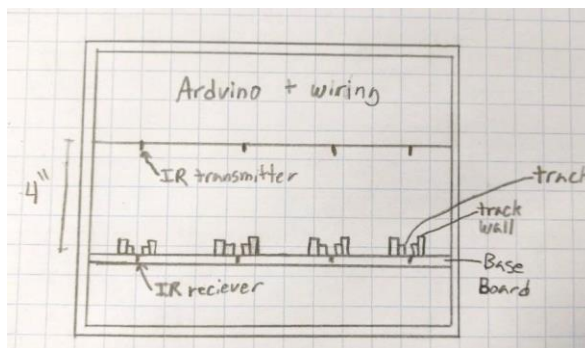 Arduino + wiring
4"
IR transmitter
track
track
wall
Base
Board
IR reciever